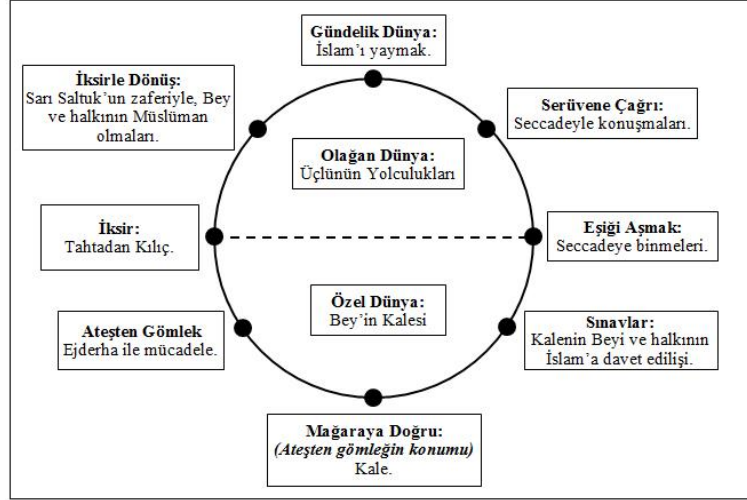 Gündelik Dünya:
İslam’ı yaymak.
Serüvene Çağrı:
Seccadeyle konuşmaları.
Eşiği Aşmak:
Seccadeye binmeleri.
Sınavlar:
Kalenin Beyi ve halkının
İslam’a davet edilişi.
Mağaraya Doğru:
(Ateşten gömleğin konumu)
Kale.
Ateşten Gömlek
Ejderha ile mücadele.
İksir:
Tahtadan Kılıç.
İksirle Dönüş:
Sarı Saltuk’un zaferiyle, Bey
ve halkının Müslüman
olmaları.
Olağan Dünya:
Üçlünün Yolculukları
Özel Dünya:
Bey’in Kalesi